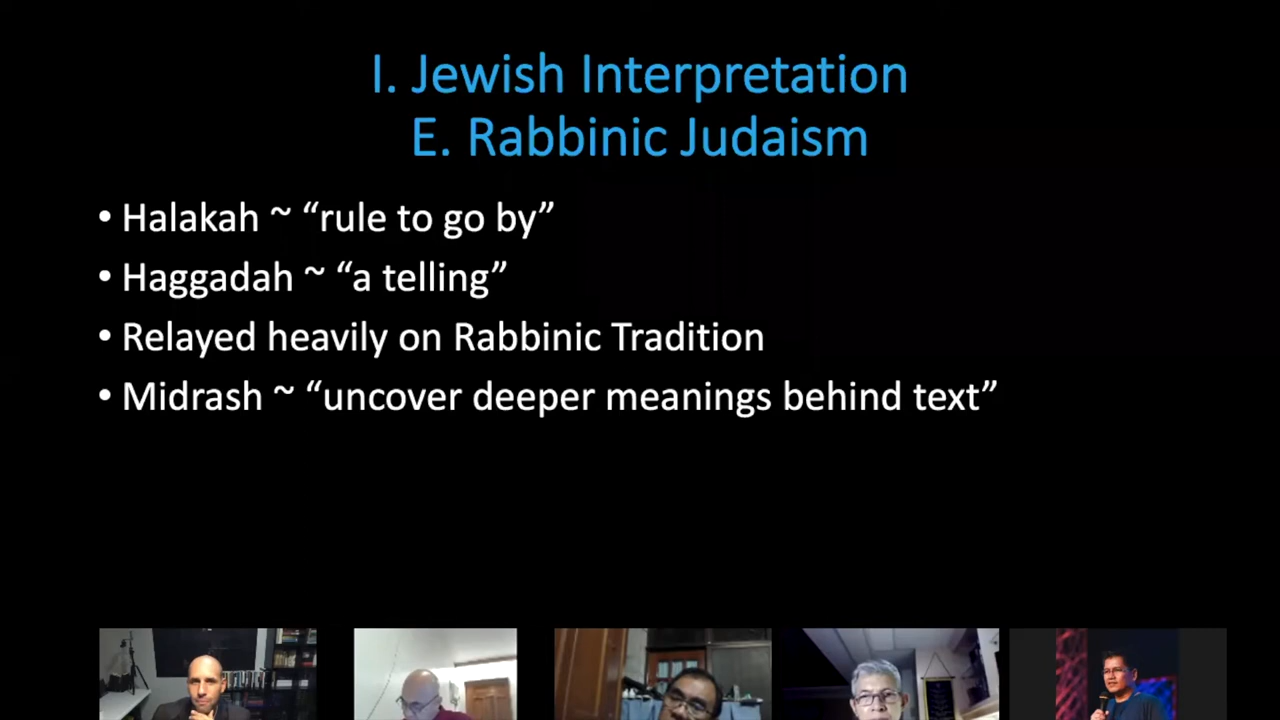 I. Jewish Interpretation
E. Rabbinic Judaism
• Halakah ~ “rule to go by”
• Haggadah ~ “a telling”
• Relayed heavily on Rabbinic Tradition
• Midrash ~ “uncover deeper meanings behind text”